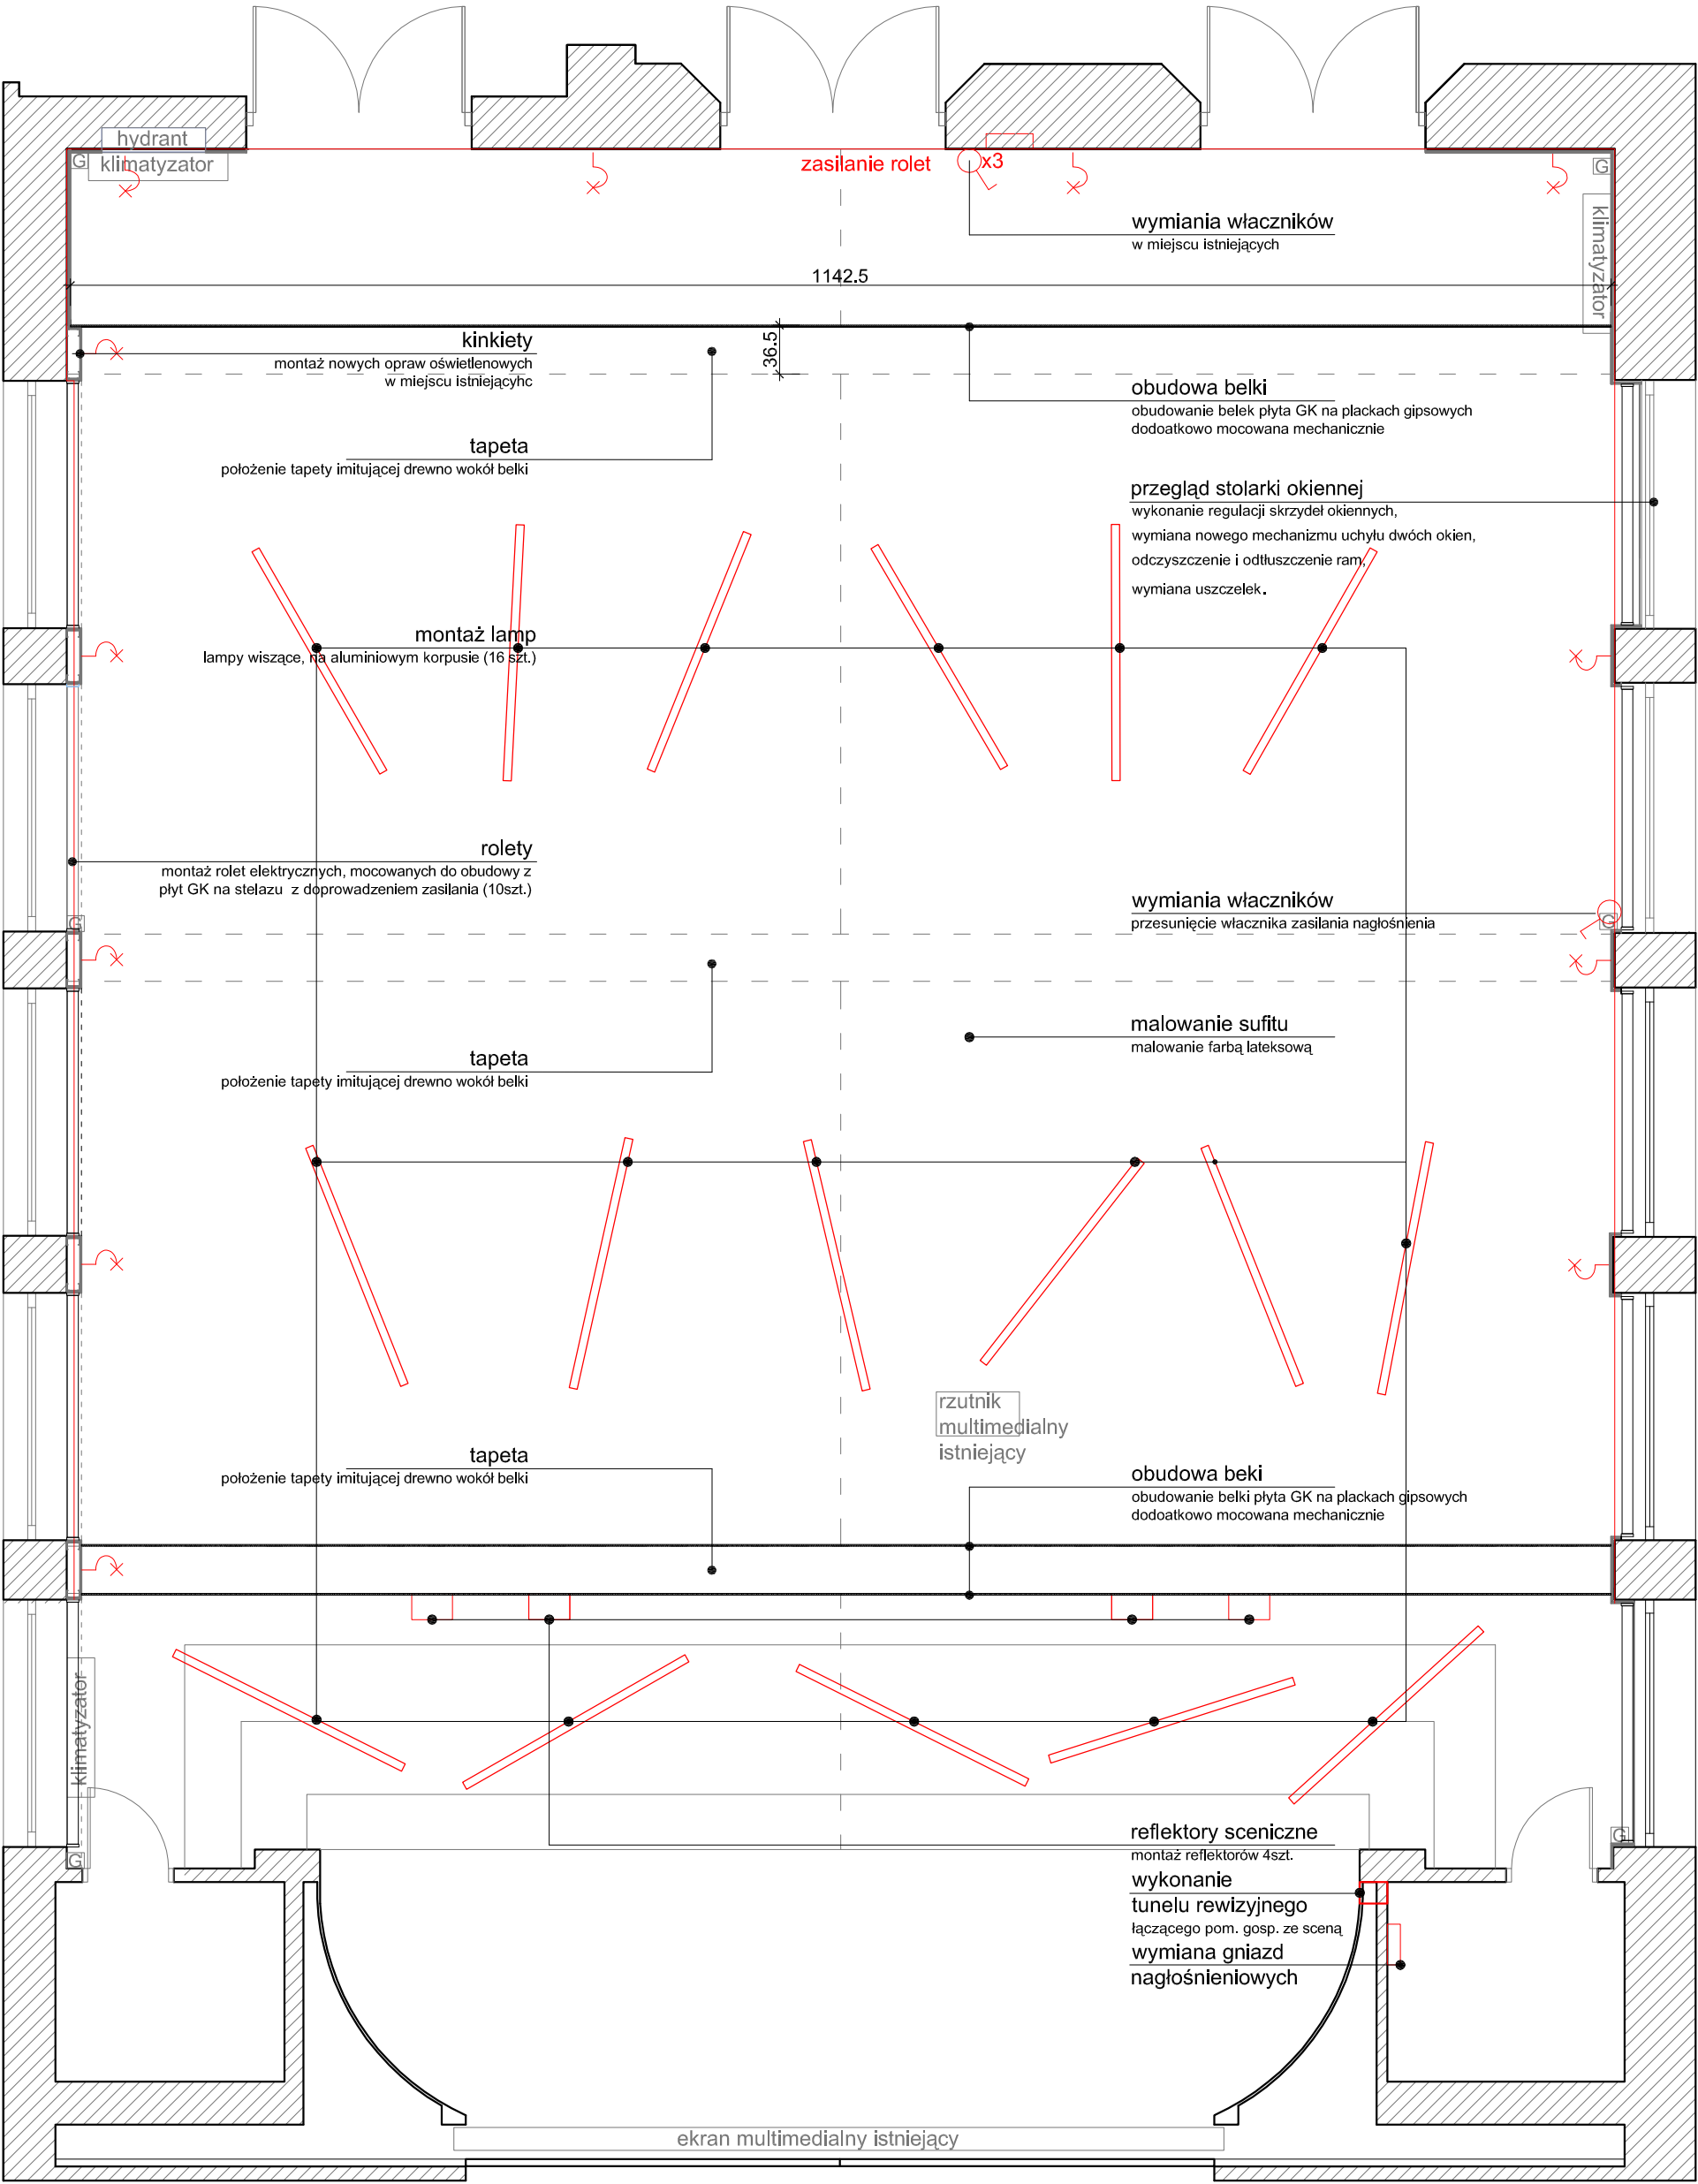 hydrant
G klimatyzator
zasilanie rolet
x3
G
klimatyzator
wymiania właczników
w miejscu istniejących
1142.5
36.5
kinkiety
montaż nowych opraw oświetlenowych
w miejscu istniejącyhc
obudowa belki
obudowanie belek płyta GK na plackach gipsowych
dodoatkowo mocowana mechanicznie
tapeta
położenie tapety imitującej drewno wokół belki
przegląd stolarki okiennej
wykonanie regulacji skrzydeł okiennych,
wymiana nowego mechanizmu uchyłu dwóch okien,
odczyszczenie i odtłuszczenie ram,
wymiana uszczelek.
montaż lamp
lampy wiszące, na aluminiowym korpusie (16 szt.)
rolety
montaż rolet elektrycznych, mocowanych do obudowy z
płyt GK na stelazu z doprowadzeniem zasilania (10szt.)
G
wymiania właczników
przesunięcie włacznika zasilania nagłośnienia
G
malowanie sufitu
malowanie farbą lateksową
tapeta
położenie tapety imitującej drewno wokół belki
rzutnik
multimedialny
istniejący
tapeta
położenie tapety imitującej drewno wokół belki
obudowa beki
obudowanie belki płyta GK na plackach gipsowych
dodoatkowo mocowana mechanicznie
klimatyzator
G
G
reflektory sceniczne
montaż reflektorów 4szt.
wykonanie
tunelu rewizyjnego
łączącego pom. gosp. ze sceną
wymiana gniazd
nagłośnieniowych
ekran multimedialny istniejący